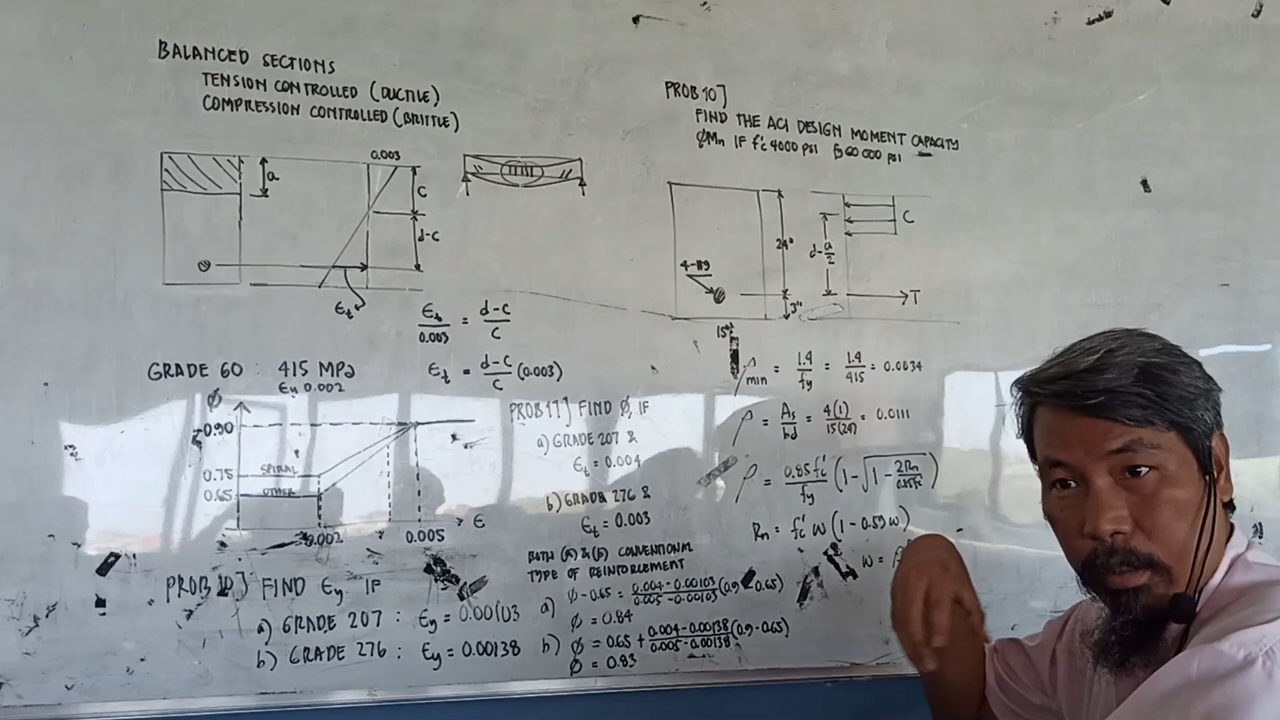 BALANCED SECTIONS
TENSION CONTROLLED (DUCTILE)
COMPRESSION CONTROLLED (BRITTLE)
a
0.003
C
d-C
ϵt
ϵt/0.003 = d-C/C
ϵt = d-C/C (0.003)
GRADE 60 : 415 MPa
ϵy 0.002
ϕ
0.90
0.75
SPIRAL
0.65
OTHER
0.002
0.005
ϵ
PROB ] FIND ϵy IF
a) GRADE 207 : ϵy = 0.00103
b) GRADE 276 : ϵy = 0.00138
PROB 11] FIND ϕ, IF
a) GRADE 207 &
ϵt = 0.004
b) GRADE 276 &
ϵt = 0.003
BOTH (a) & (b) CONVENTIONAL
TYPE OF REINFORCEMENT
a) ϕ - 0.65 = 0.004 - 0.00103/0.005 - 0.00103 (0.9 - 0.65)
ϕ = 0.84
b) ϕ = 0.65 + 0.004 - 0.00138/0.005 - 0.00138 (0.9 - 0.65)
ϕ = 0.83
PROB 10]
FIND THE ACI DESIGN MOMENT CAPACITY
ϕMn IF f'c 4000 psi fy 60 000 psi
4-#9
24"
3"
15"
C
d-a/2
T
ρmin = 1.4/fy = 1.4/415 = 0.0034
ρ = As/bd = 4(1)/15(24) = 0.0111
ρ = 0.85fc'/fy (1-√1-2Rn/0.85fc')
Rn = fc' ω (1-0.59ω)
ω = ρ